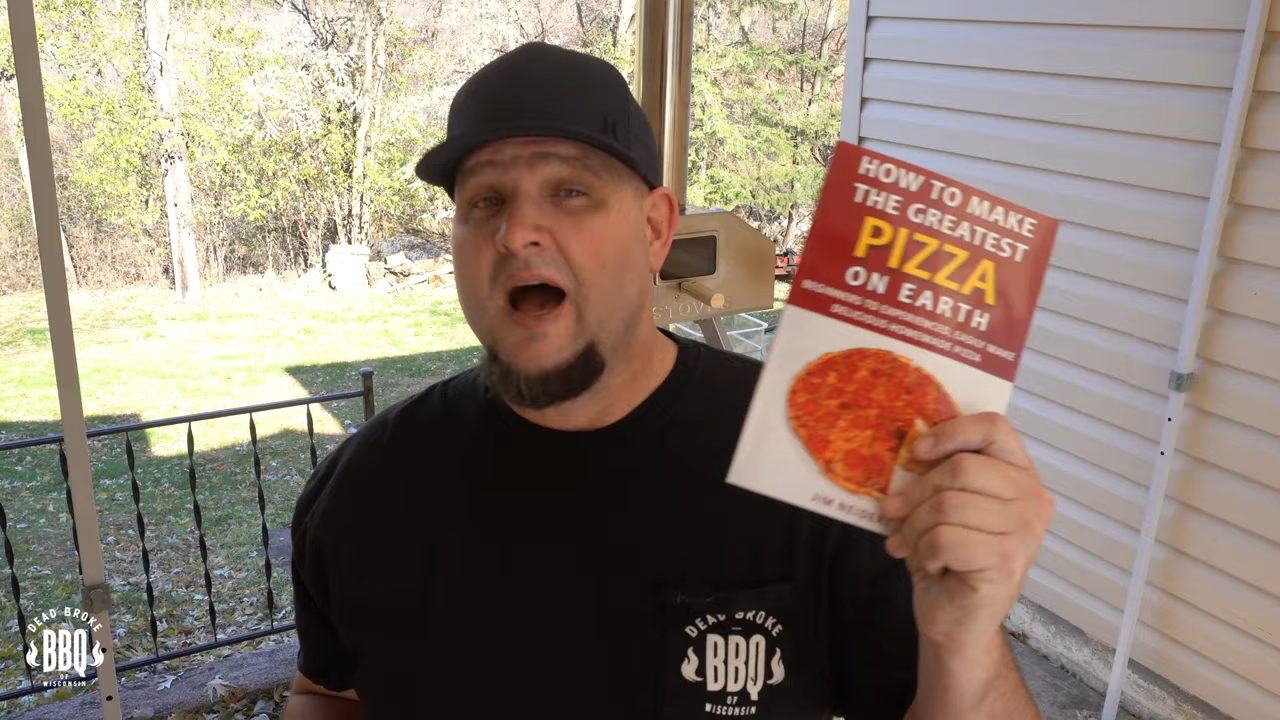 HOW TO MAKE
THE GREATEST
PIZZA
ON EARTH
BEGINNERS TO EXPERIENCED, EASILY MAKE
DELICIOUS HOMEMADE PIZZA
JIM
DEAD BROKE
BBQ
OF
WISCONSIN
DEAD BROKE
BBQ
OF
WISCONSIN